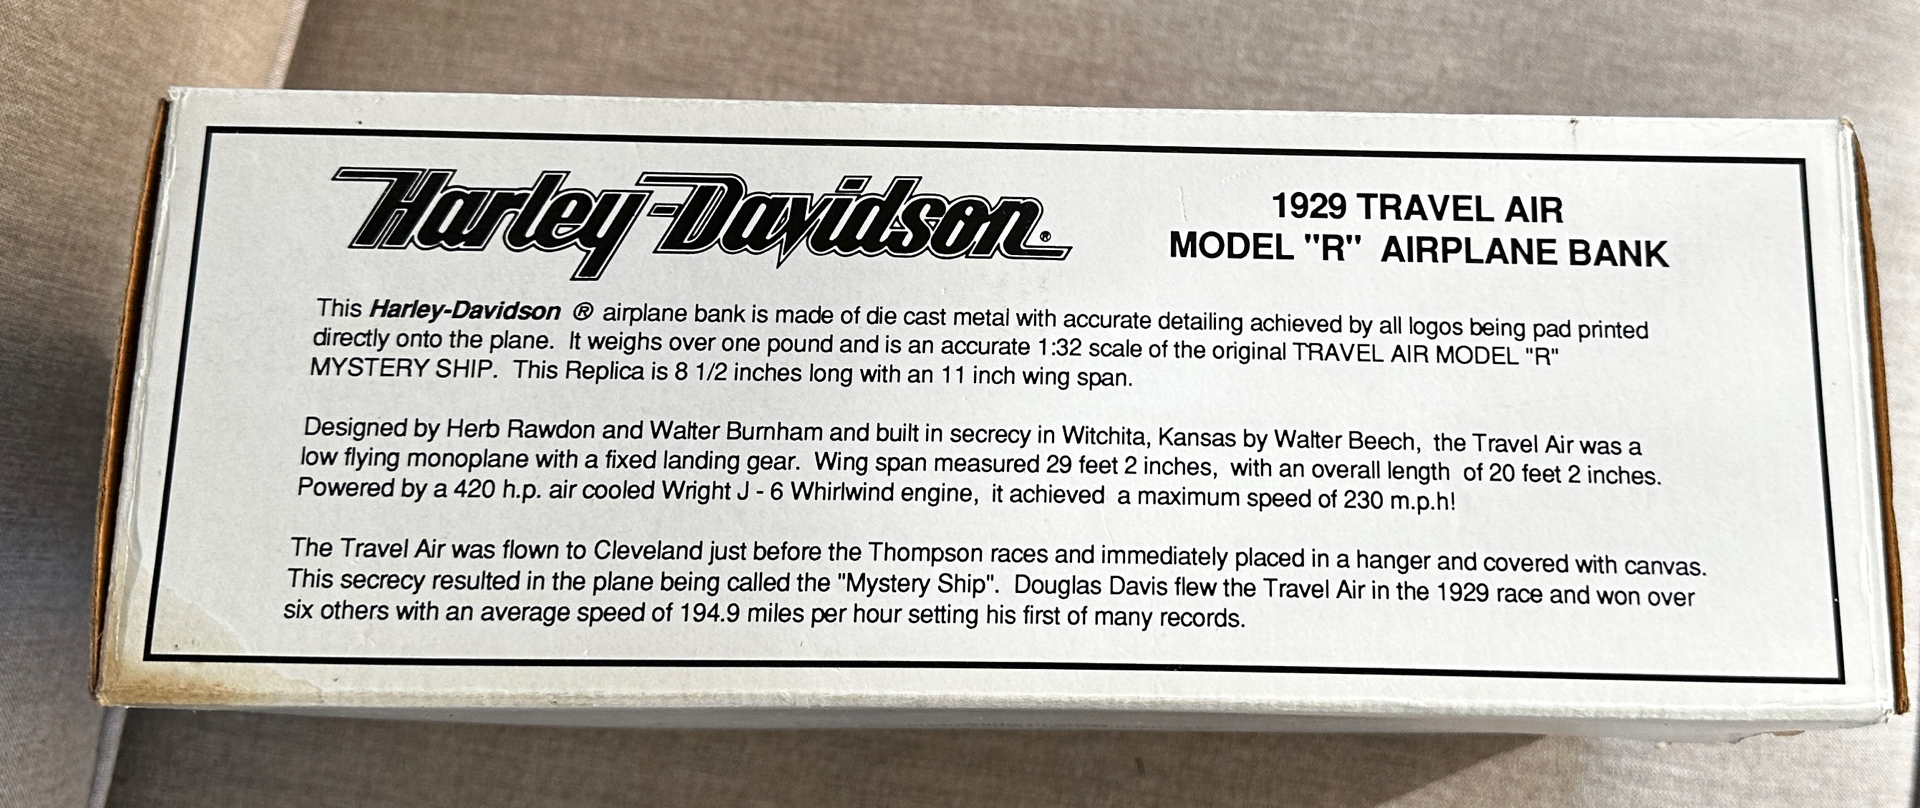 Harley-Davidson®
1929 TRAVEL AIR
MODEL "R" AIRPLANE BANK
This Harley-Davidson ® airplane bank is made of die cast metal with accurate detailing achieved by all logos being pad printed
directly onto the plane. It weighs over one pound and is an accurate 1:32 scale of the original TRAVEL AIR MODEL "R"
MYSTERY SHIP. This Replica is 8 1/2 inches long with an 11 inch wing span.
Designed by Herb Rawdon and Walter Burnham and built in secrecy in Witchita, Kansas by Walter Beech, the Travel Air was a
low flying monoplane with a fixed landing gear. Wing span measured 29 feet 2 inches, with an overall length of 20 feet 2 inches.
Powered by a 420 h.p. air cooled Wright J - 6 Whirlwind engine, it achieved a maximum speed of 230 m.p.h!
The Travel Air was flown to Cleveland just before the Thompson races and immediately placed in a hanger and covered with canvas.
This secrecy resulted in the plane being called the "Mystery Ship". Douglas Davis flew the Travel Air in the 1929 race and won over
six others with an average speed of 194.9 miles per hour setting his first of many records.